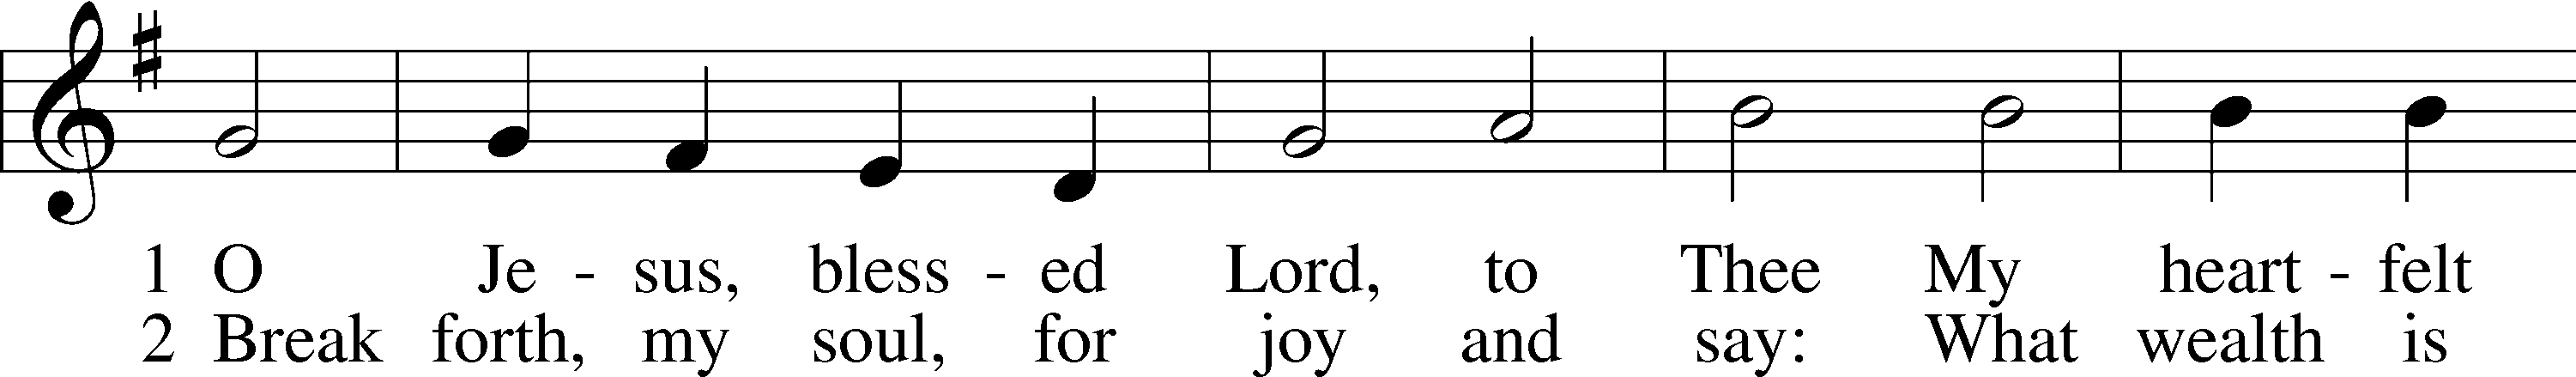 1 O Je - sus, bless - ed Lord, to Thee My heart - felt
2 Break forth, my soul, for joy and say: What wealth is